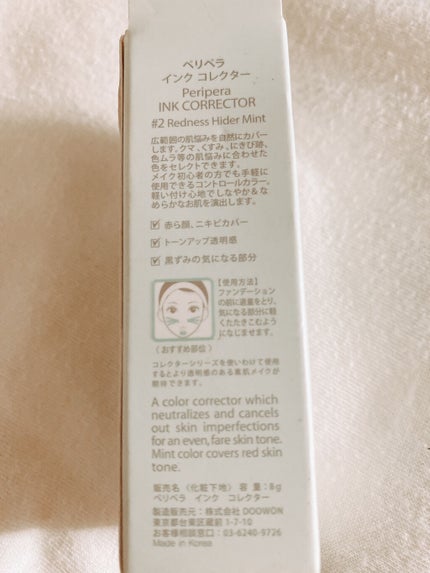 ペリペラ
インク コレクター
Peripera
INK CORRECTOR
#2 Redness Hider Mint
広範囲の肌悩みを自然にカバー
します。クマ、くすみ、にきび跡、
色ムラ等の肌悩みに合わせた
色をセレクトできます。
メイク初心者の方でも手軽に
使用できるコントロールカラー。
軽い付け心地でしなやか&な
めらかなお肌を演出します。
赤ら顔、ニキビカバー
トーンアップ透明感
黒ずみの気になる部分
【使用方法】
ファンデーション
の前に適量をとり、
気になる部分に軽
くたたきこむよう
になじませます。
（おすすめ部位）
コレクターシリーズを使いわけて使用
するとより透明感のある素肌メイクが
期待できます。
A color corrector which
neutralizes and cancels
out skin imperfections
for an even, fare skin tone.
Mint color covers red skin
tone.
販売名〈化粧下地〉容量：8g
ペリペラ インク コレクター
製造販売元：株式会社 DOOWON
東京都台東区蔵前 1-7-10
お客様相談窓口：03-6240-9726
Made in Korea